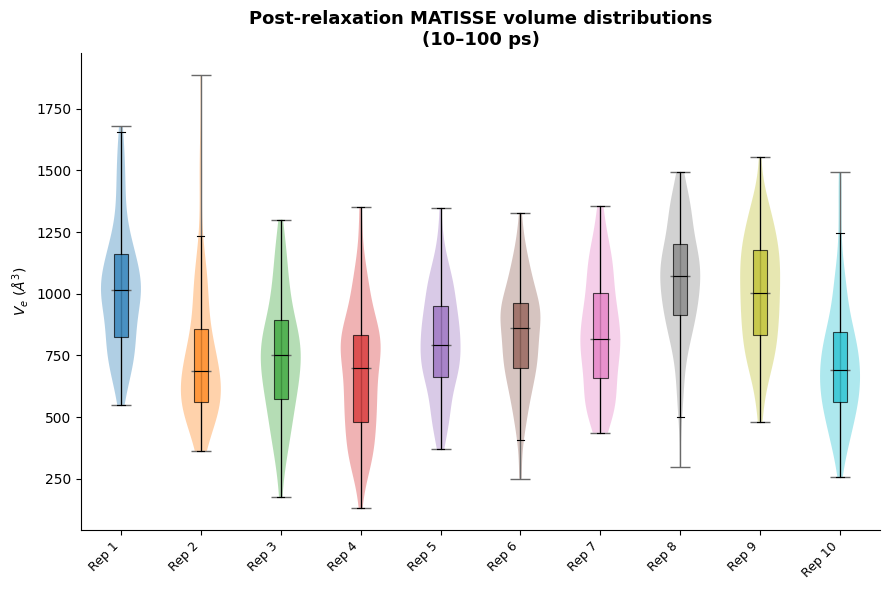 Post-relaxation MATISSE volume distributions
(10–100 ps)
V_e (Å³)
1750
1500
1250
1000
750
500
250
Rep 1
Rep 2
Rep 3
Rep 4
Rep 5
Rep 6
Rep 7
Rep 8
Rep 9
Rep 10